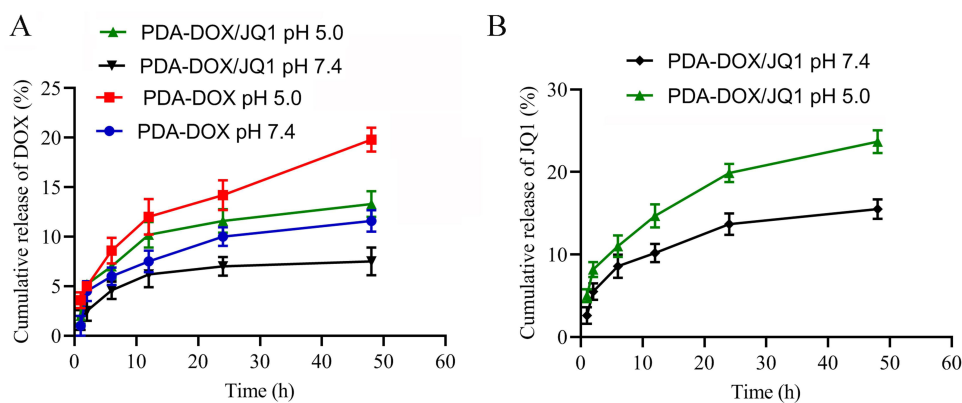 A
PDA-DOX/JQ1 pH 5.0
PDA-DOX/JQ1 pH 7.4
PDA-DOX pH 5.0
PDA-DOX pH 7.4
Cumulative release of DOX (%)
25
20
15
10
5
0
0 10 20 30 40 50 60
Time (h)
B
PDA-DOX/JQ1 pH 7.4
PDA-DOX/JQ1 pH 5.0
Cumulative release of JQ1 (%)
30
20
10
0
0 10 20 30 40 50 60
Time (h)